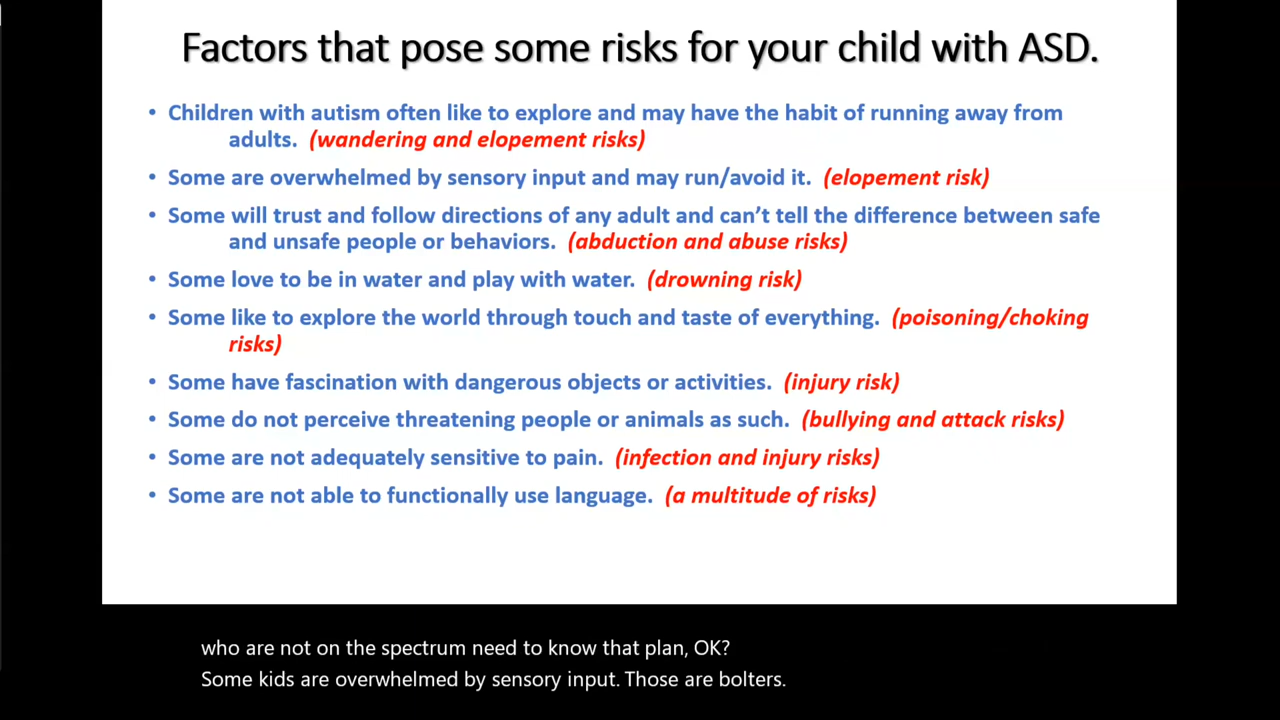 Factors that pose some risks for your child with ASD.
• Children with autism often like to explore and may have the habit of running away from
adults. (wandering and elopement risks)
• Some are overwhelmed by sensory input and may run/avoid it. (elopement risk)
• Some will trust and follow directions of any adult and can’t tell the difference between safe
and unsafe people or behaviors. (abduction and abuse risks)
• Some love to be in water and play with water. (drowning risk)
• Some like to explore the world through touch and taste of everything. (poisoning/choking
risks)
• Some have fascination with dangerous objects or activities. (injury risk)
• Some do not perceive threatening people or animals as such. (bullying and attack risks)
• Some are not adequately sensitive to pain. (infection and injury risks)
• Some are not able to functionally use language. (a multitude of risks)
who are not on the spectrum need to know that plan, OK?
Some kids are overwhelmed by sensory input. Those are bolters.